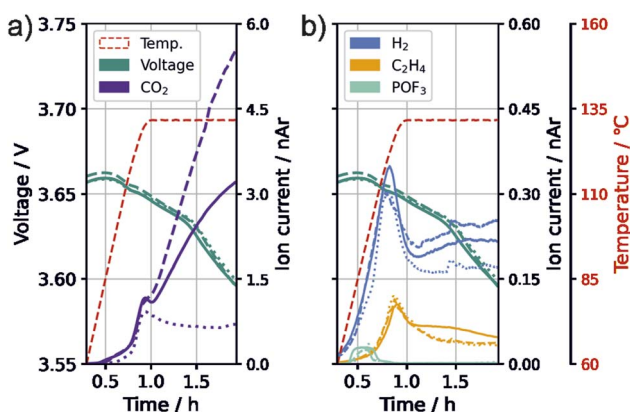 a)
3.75
3.70
3.65
3.60
3.55
Voltage / V
Temp.
Voltage
CO₂
6.0
4.5
3.0
1.5
0.0
Ion current / nAr
0.5 1.0 1.5
Time / h
b)
H₂
C₂H₄
POF₃
0.60
0.45
0.30
0.15
0.00
Ion current / nAr
160
135
110
85
60
Temperature / °C
0.5 1.0 1.5
Time / h